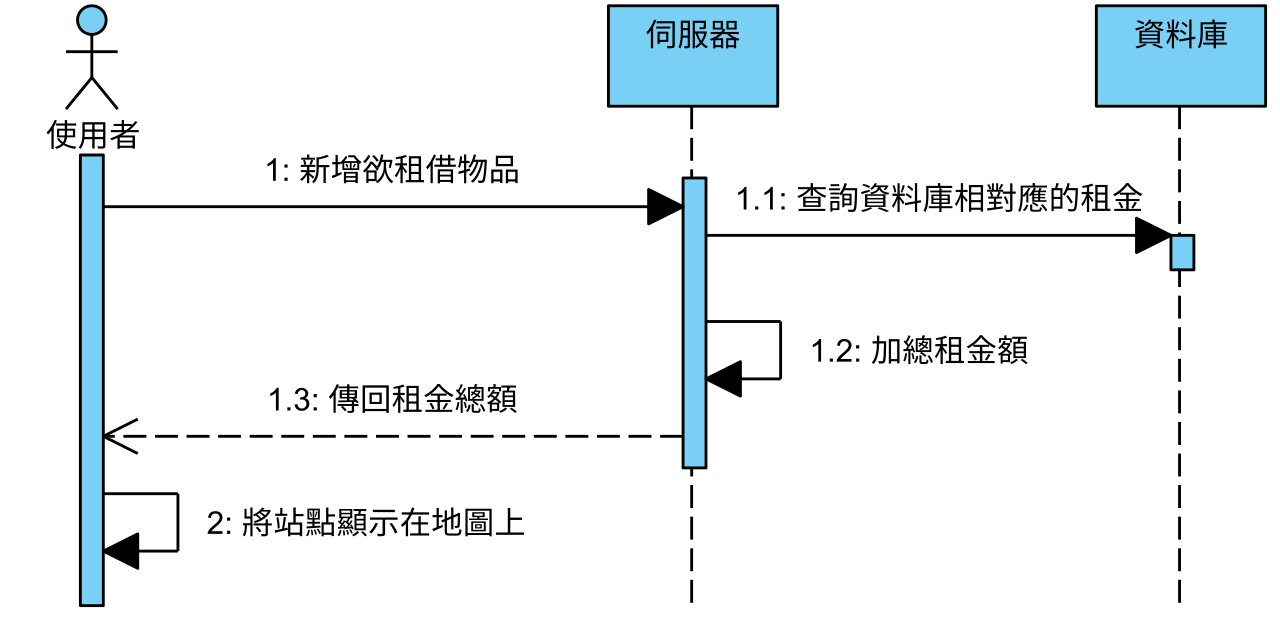 伺服器
資料庫
使用者
1: 新增欲租借物品
1.1: 查詢資料庫相對應的租金
1.2: 加總租金額
1.3: 傳回租金總額
2: 將站點顯示在地圖上